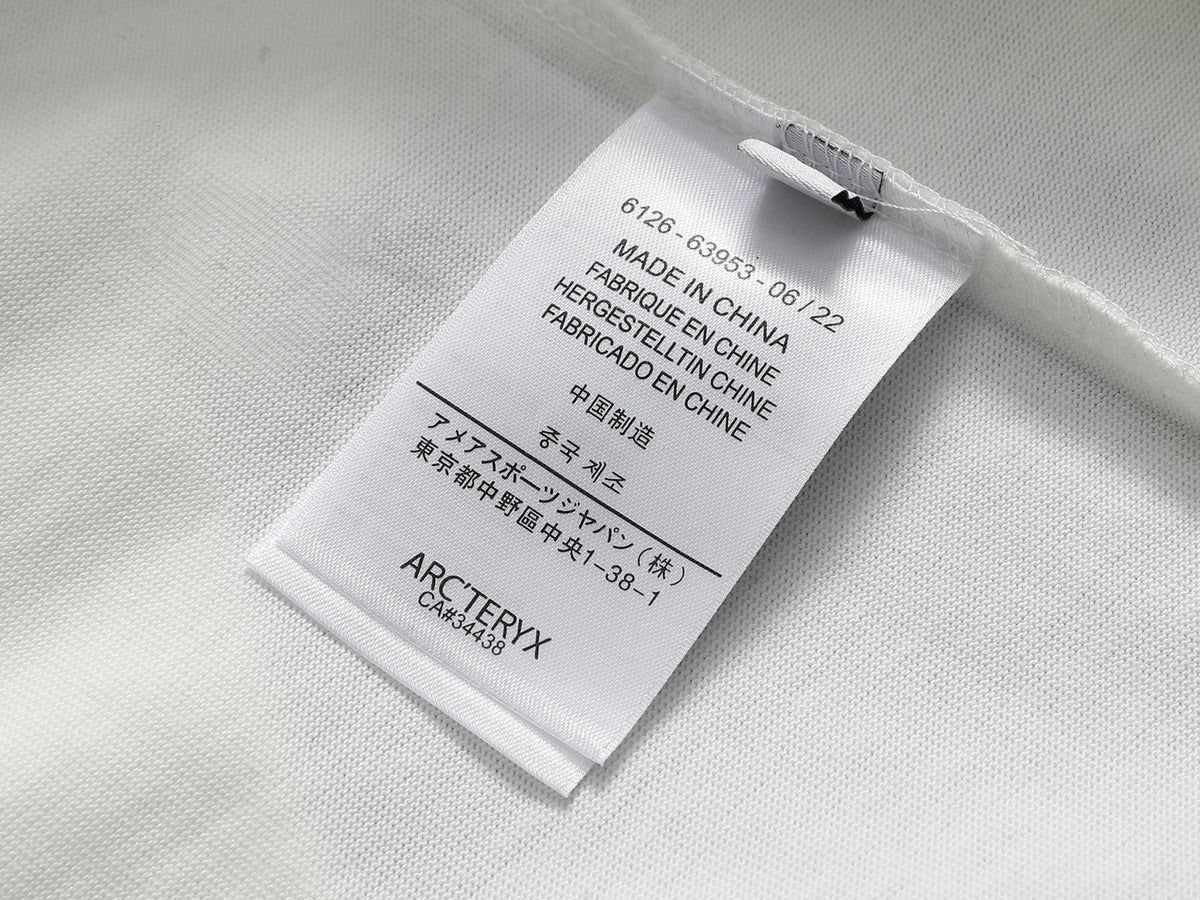 6126 - 63953 - 06 / 22
MADE IN CHINA
FABRIQUE EN CHINE
HERGESTELLTIN CHINE
FABRICADO EN CHINE
中国制造
중국 제조
アメアスポーツジヤパン(株)
東京都中野區中央1-38-1
ARC'TERYX
CA#34438